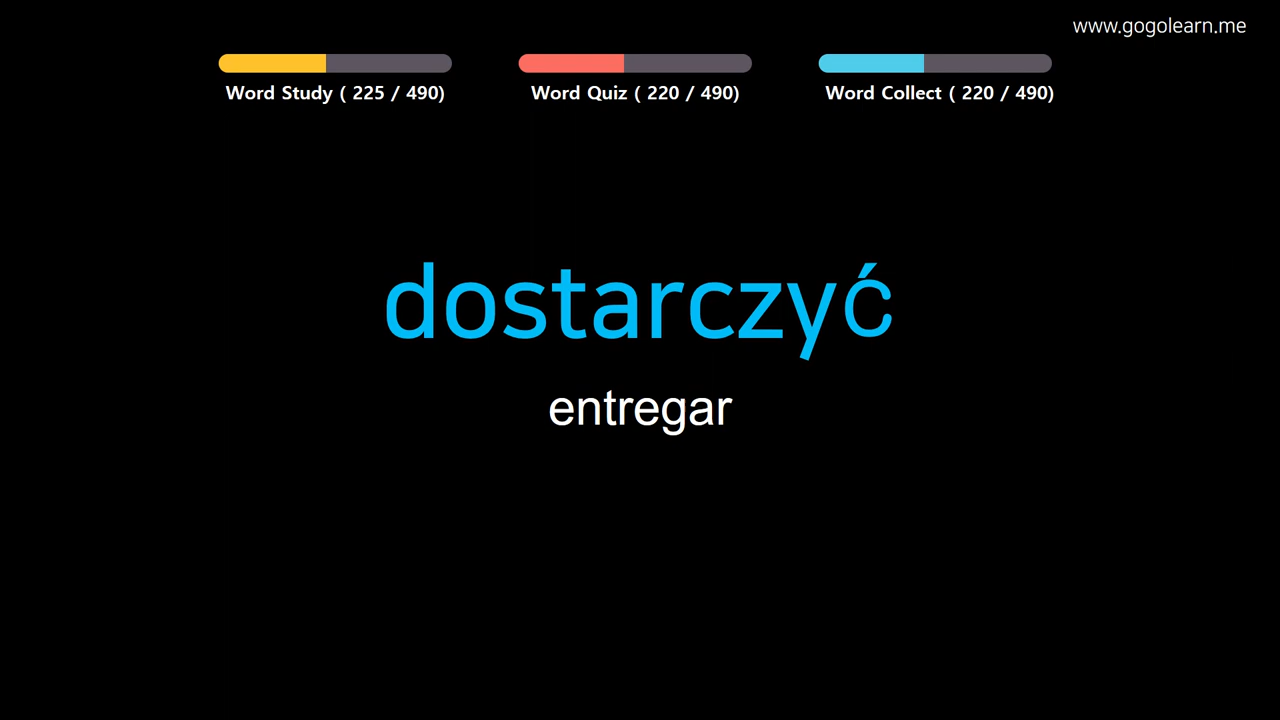 www.gogolearn.me
Word Study ( 225 / 490)
Word Quiz ( 220 / 490)
Word Collect ( 220 / 490)
dostarczyć
entregar